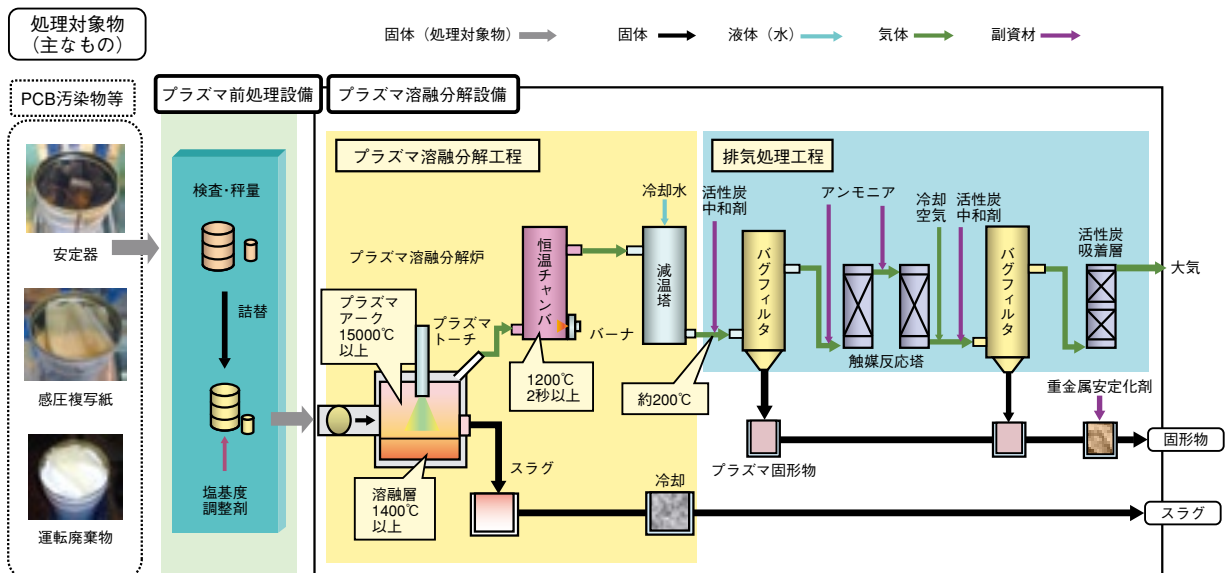 処理対象物
（主なもの）
固体（処理対象物）
固体
液体（水）
気体
副資材
PCB汚染物等
プラズマ前処理設備
プラズマ溶融分解設備
安定器
感圧複写紙
運転廃棄物
検査・秤量
詰替
塩基度
調整剤
プラズマ溶融分解工程
プラズマ溶融分解炉
プラズマ
アーク
15000℃
以上
プラズマ
トーチ
溶融層
1400℃
以上
恒温チャンバ
バーナ
1200℃
2秒以上
冷却水
減温塔
約200℃
スラグ
冷却
排気処理工程
活性炭
中和剤
バグフィルタ
アンモニア
触媒反応塔
冷却
空気
活性炭
中和剤
バグフィルタ
活性炭
吸着層
大気
プラズマ固形物
重金属安定化剤
固形物
スラグ